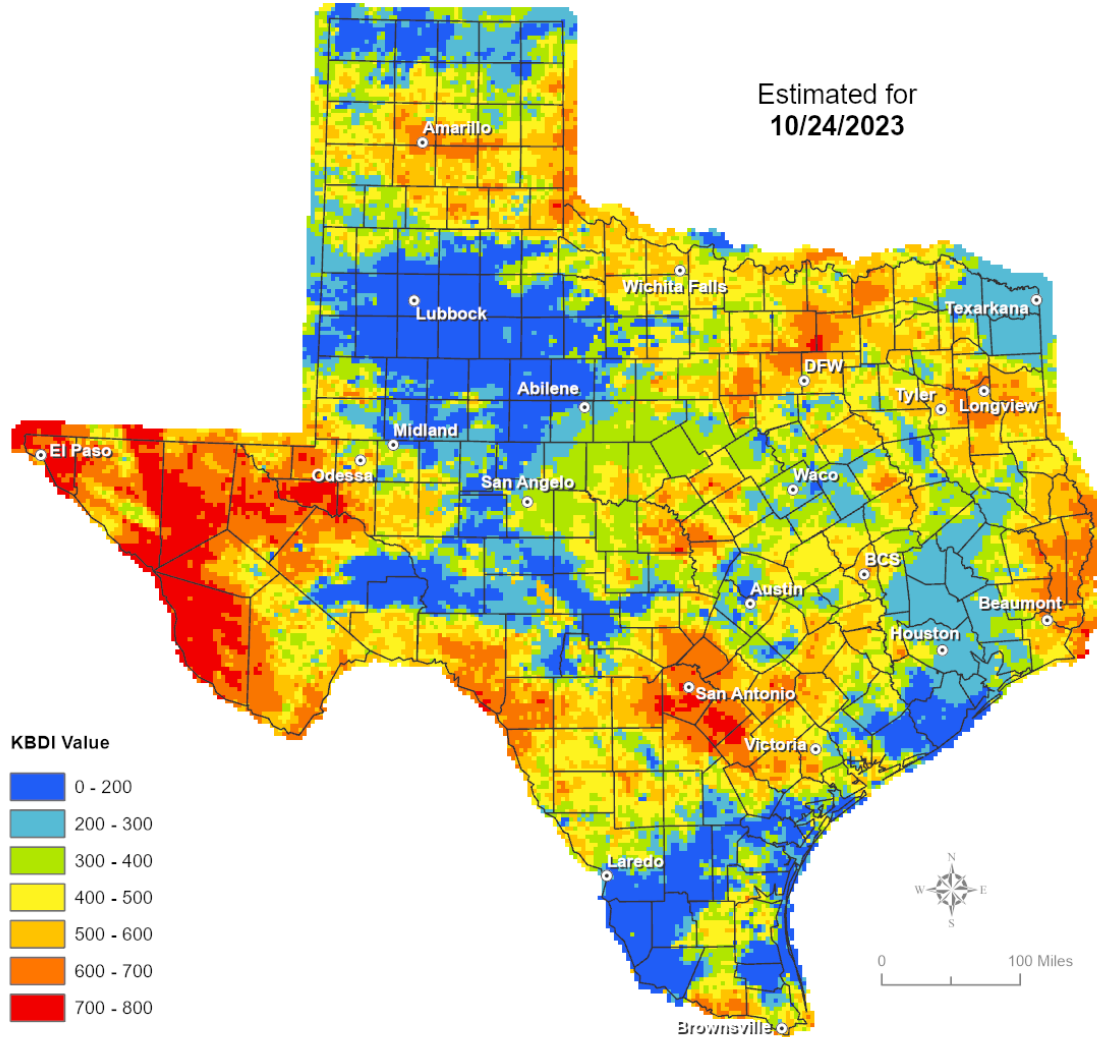 Estimated for
10/24/2023
Amarillo
Wichita Falls
Lubbock
Texarkana
DFW
Abilene
Tyler
Longview
El Paso
Midland
Odessa
San Angelo
Waco
BCS
Austin
Beaumont
Houston
San Antonio
Victoria
Laredo
Brownsville
KBDI Value
0 - 200
200 - 300
300 - 400
400 - 500
500 - 600
600 - 700
700 - 800
N
W E
S
0 100 Miles